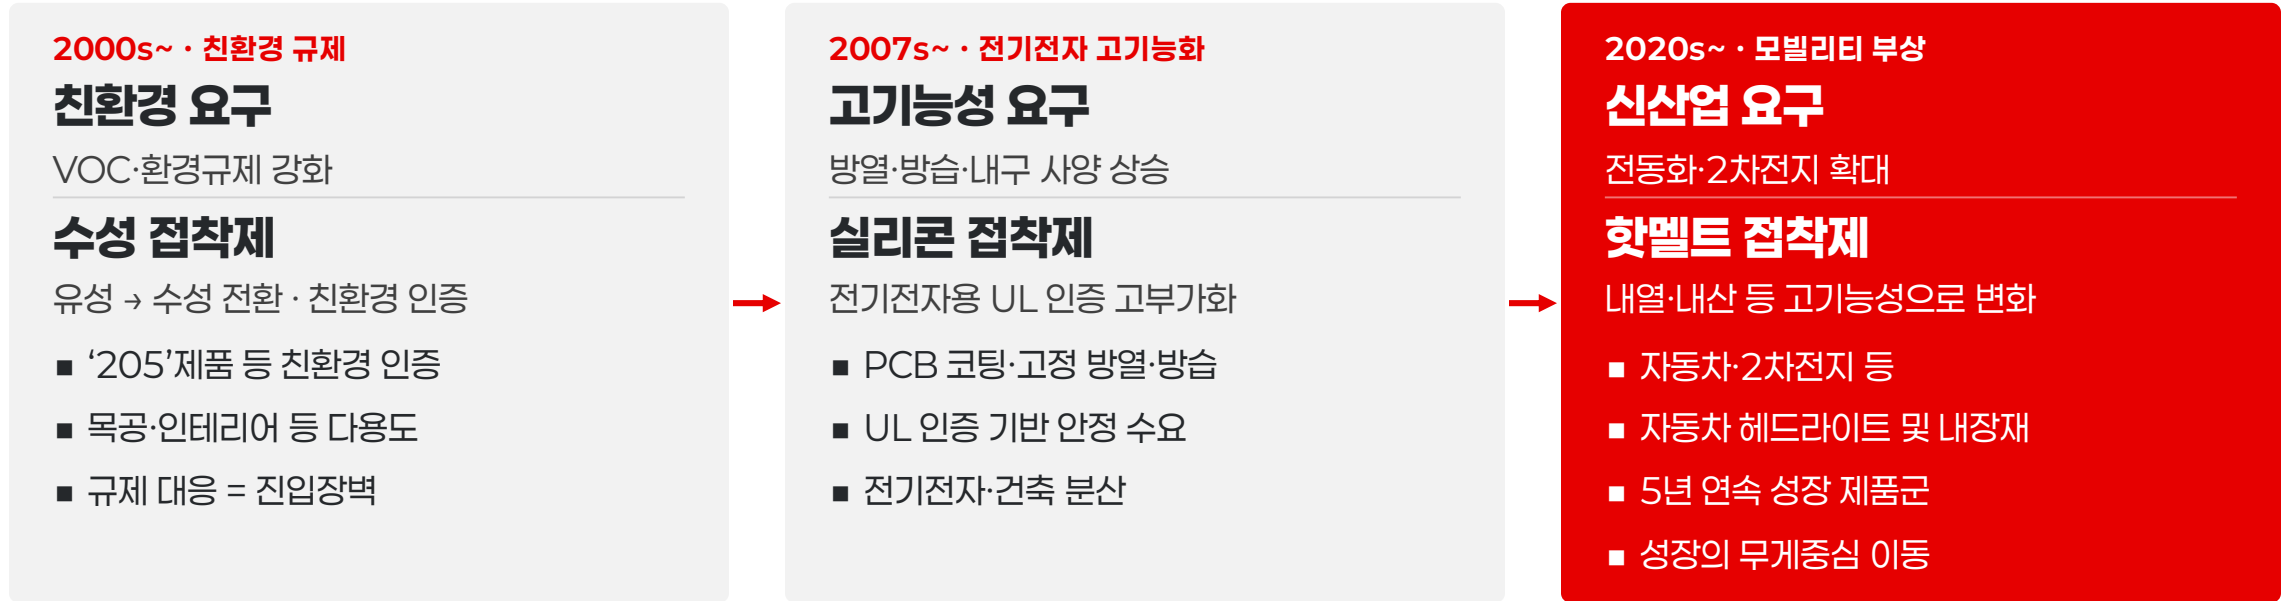 2000s~ · 친환경 규제
친환경 요구
VOC·환경규제 강화
수성 접착제
유성 → 수성 전환 · 친환경 인증
■ ‘205’제품 등 친환경 인증
■ 목공·인테리어 등 다용도
■ 규제 대응 = 진입장벽
2007s~ · 전기전자 고기능화
고기능성 요구
방열·방습·내구 사양 상승
실리콘 접착제
전기전자용 UL 인증 고부가화
■ PCB 코팅·고정 방열·방습
■ UL 인증 기반 안정 수요
■ 전기전자·건축 분산
2020s~ · 모빌리티 부상
신산업 요구
전동화·2차전지 확대
핫멜트 접착제
내열·내산 등 고기능성으로 변화
■ 자동차·2차전지 등
■ 자동차 헤드라이트 및 내장재
■ 5년 연속 성장 제품군
■ 성장의 무게중심 이동